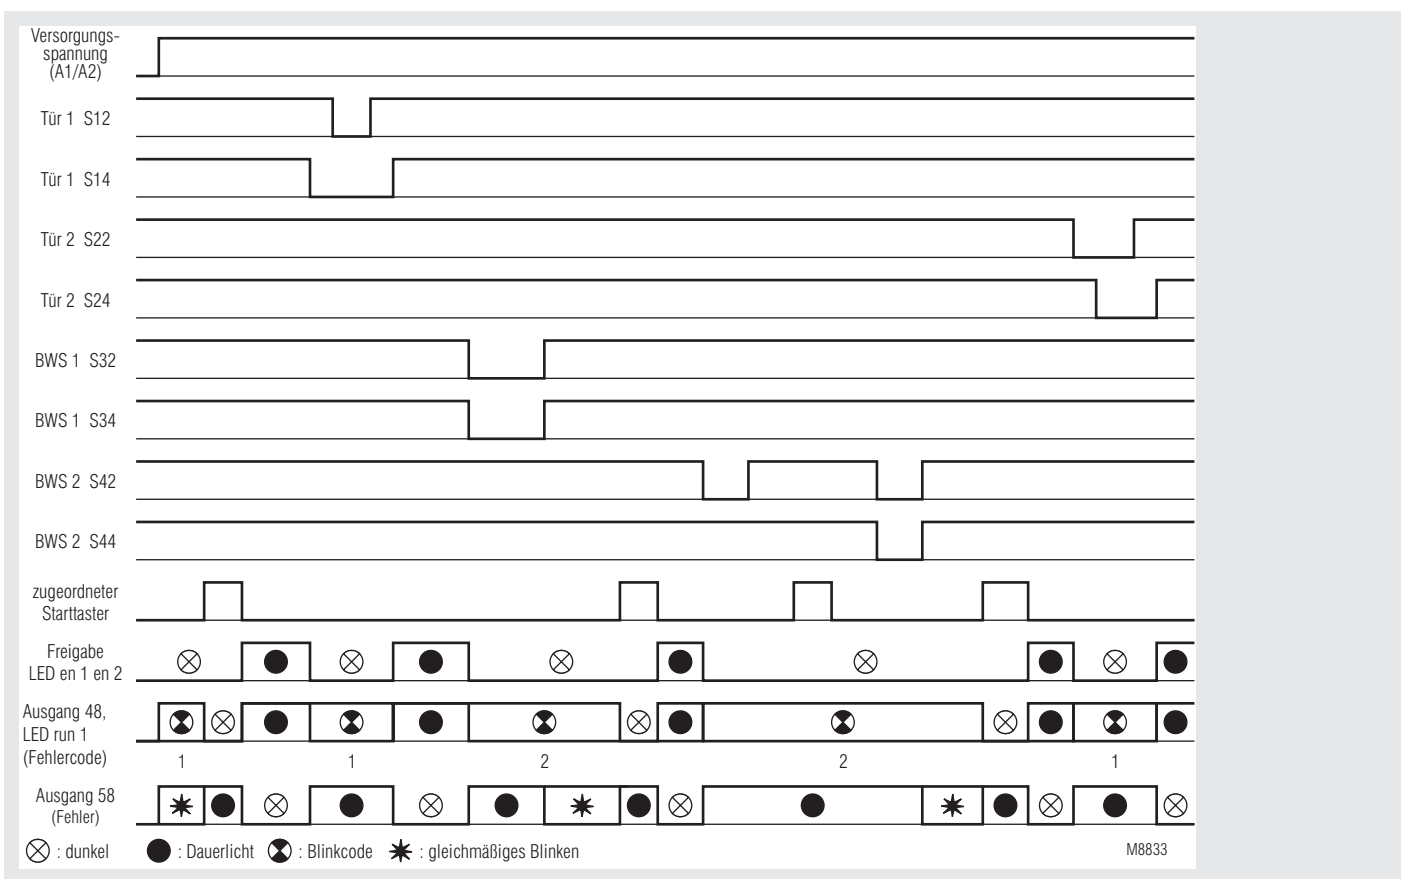 Versorgungs-
spannung
(A1/A2)
Tür 1 S12
Tür 1 S14
Tür 2 S22
Tür 2 S24
BWS 1 S32
BWS 1 S34
BWS 2 S42
BWS 2 S44
zugeordneter
Starttaster
Freigabe
LED en 1 en 2
Ausgang 48,
LED run 1
(Fehlercode)
1 1 2 2 1
Ausgang 58
(Fehler)
: dunkel : Dauerlicht : Blinkcode : gleichmäßiges Blinken M8833